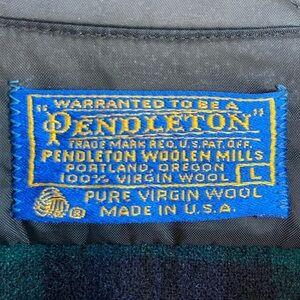 WARRANTED TO BE A
"PENDLETON"
TRADE MARK REG. U.S. PAT. OFF.
PENDLETON WOOLEN MILLS
PORTLAND, OREGON
100% VIRGIN WOOL L
PURE VIRGIN WOOL
® MADE IN U.S.A.